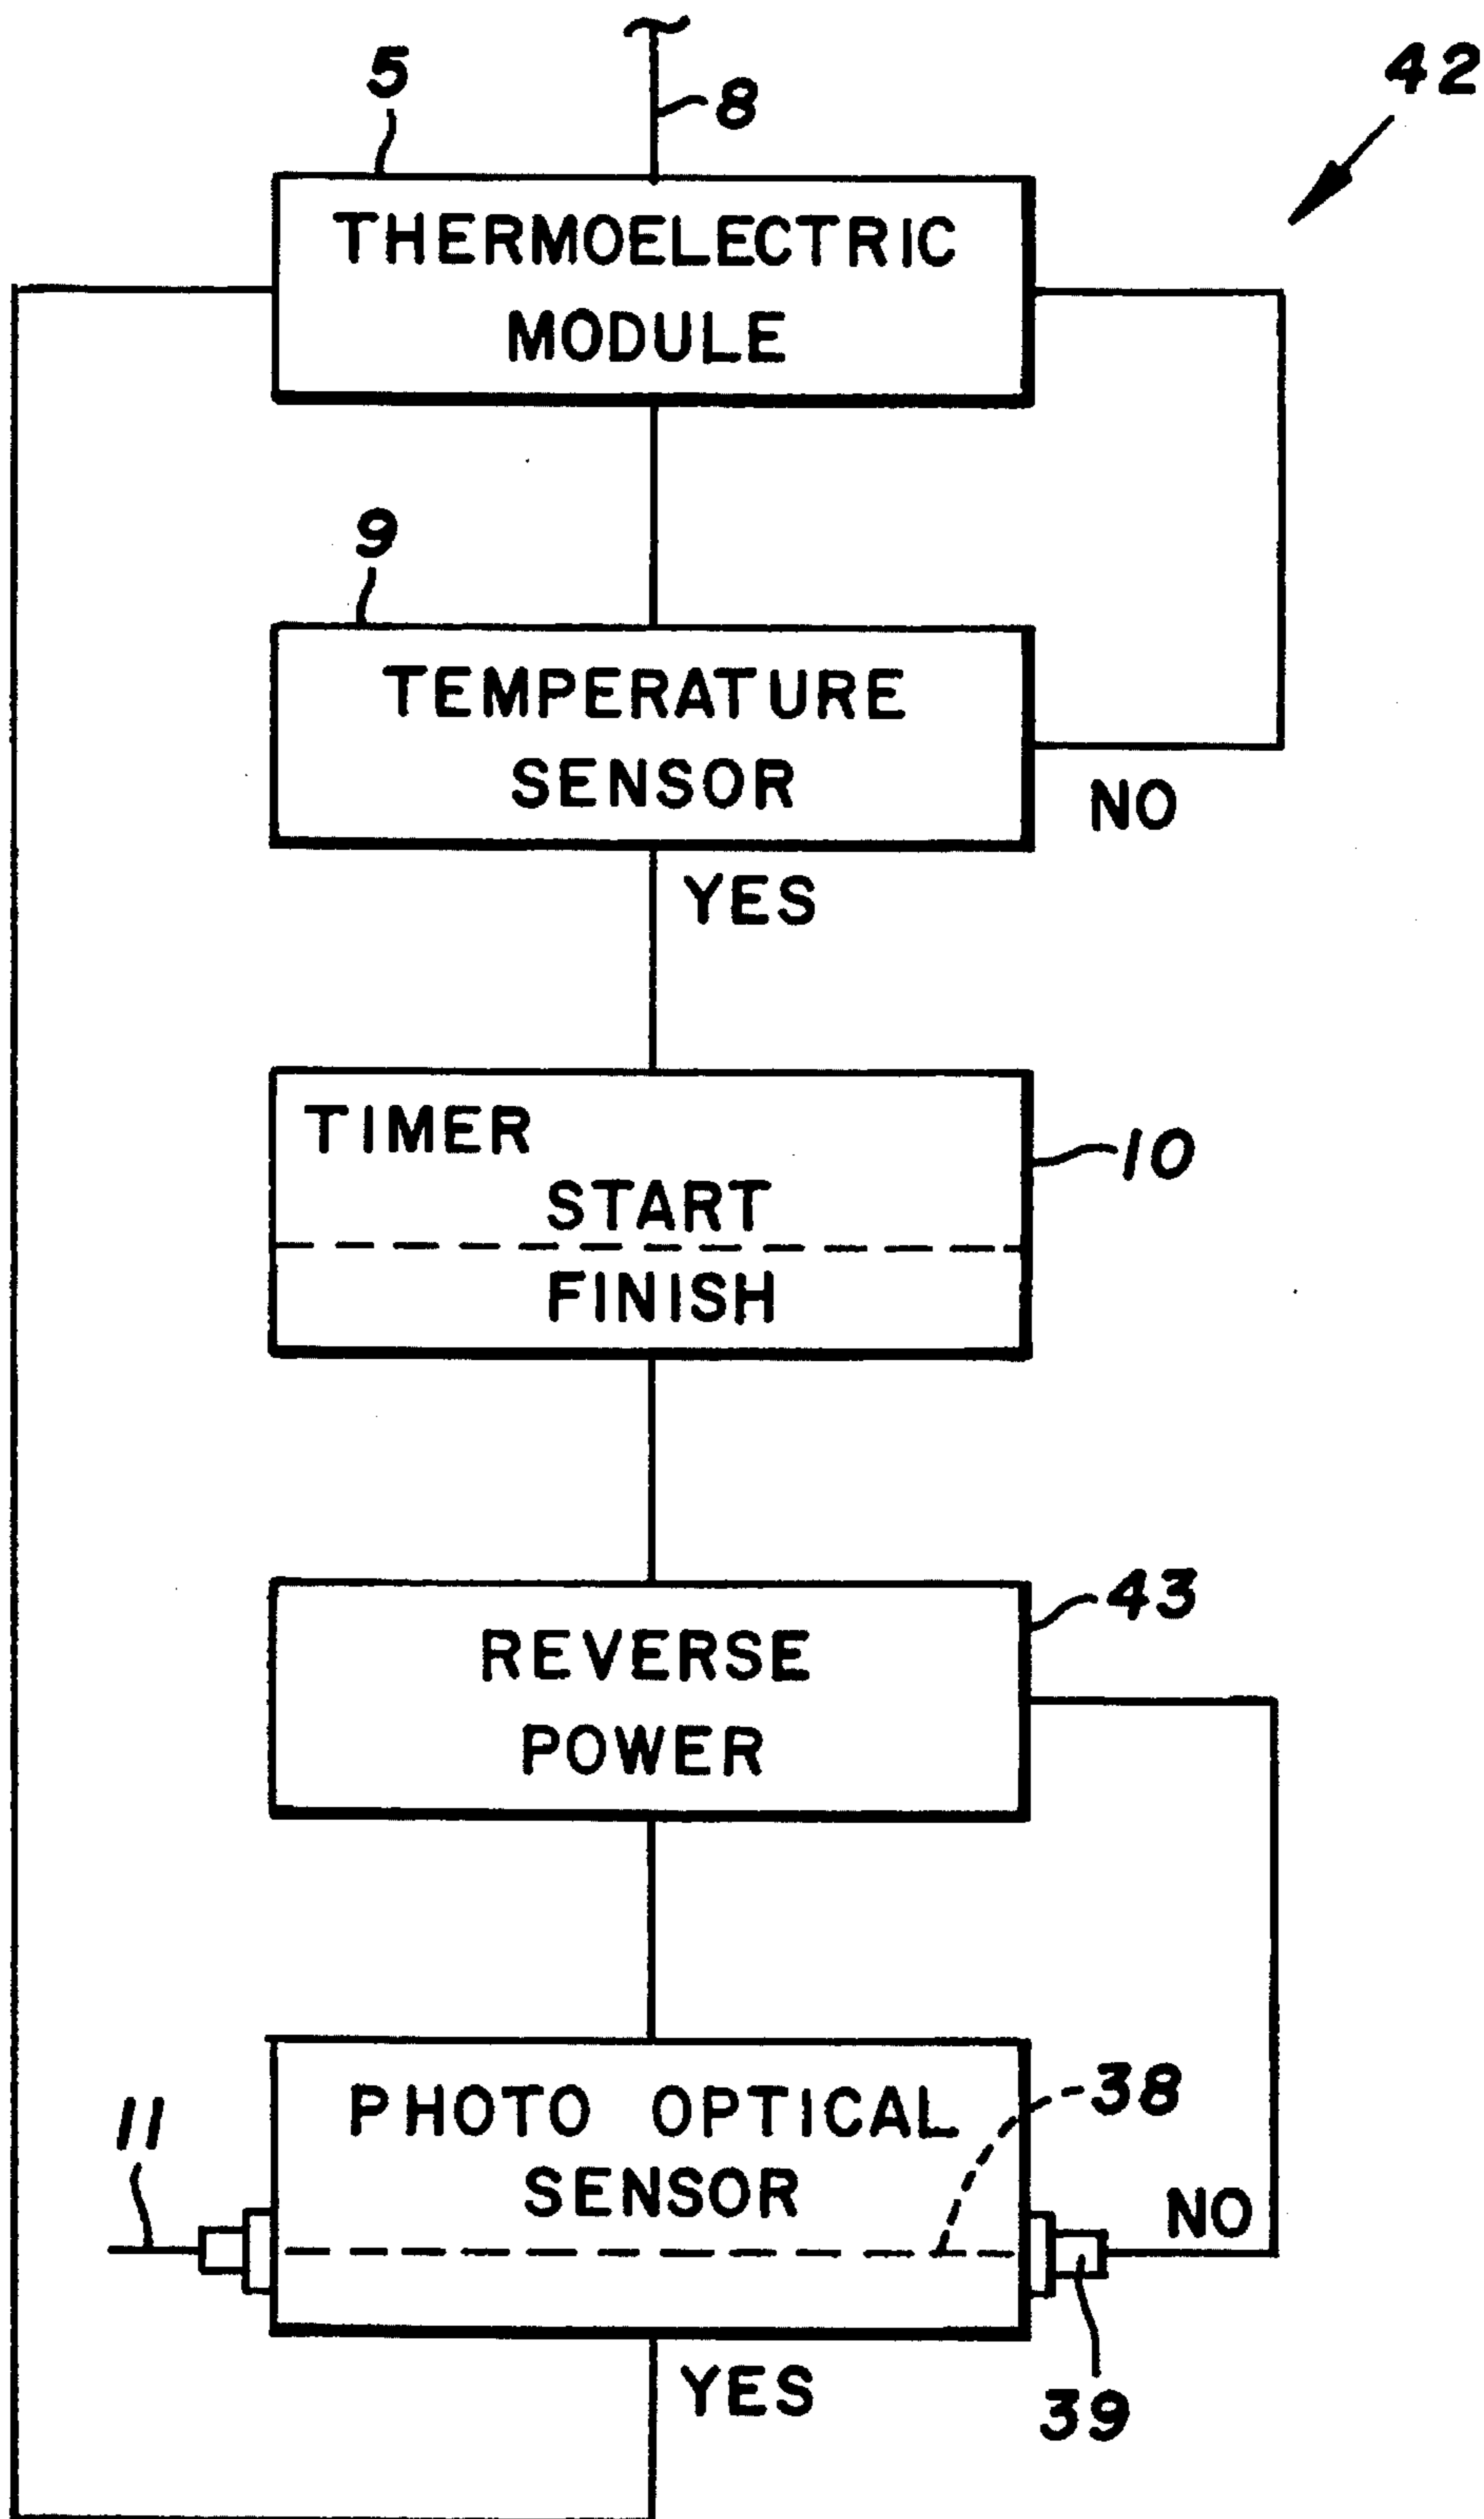 5
8
42
THERMOELECTRIC
MODULE
9
TEMPERATURE
SENSOR
NO
YES
TIMER
START
10
FINISH
REVERSE
POWER
43
PHOTO OPTICAL
SENSOR
38
11
NO
YES
39